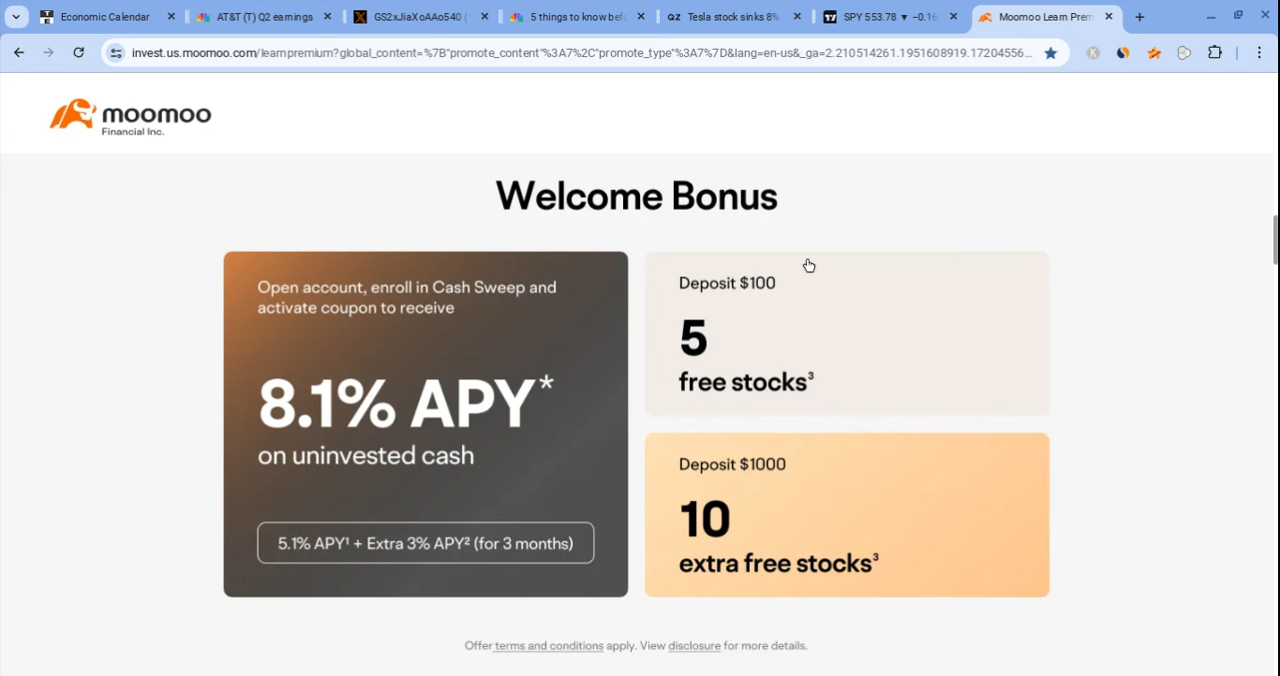 Economic Calendar
AT&T (T) Q2 earnings
GS2xJiaXoAAo540 (
5 things to know bef
QZ Tesla stock sinks 8%
SPY 553.78 ▼ −0.16
Moomoo Learn Prem
invest.us.moomoo.com/learnpremium?global_content=%7B"promote_content"%3A7%2C"promote_type"%3A7%7D&lang=en-us&_ga=2.210514261.1951608919.17204556...
moomoo
Financial Inc.
Welcome Bonus
Open account, enroll in Cash Sweep and
activate coupon to receive
8.1% APY*
on uninvested cash
5.1% APY¹ + Extra 3% APY² (for 3 months)
Deposit $100
5
free stocks³
Deposit $1000
10
extra free stocks³
Offer terms and conditions apply. View disclosure for more details.